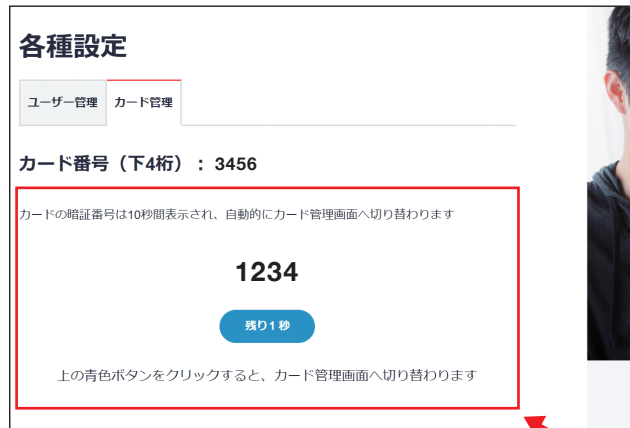 各種設定
ユーザー管理 カード管理
カード番号（下4桁）：3456
カードの暗証番号は10秒間表示され、自動的にカード管理画面へ切り替わります
1234
残り1秒
上の青色ボタンをクリックすると、カード管理画面へ切り替わります